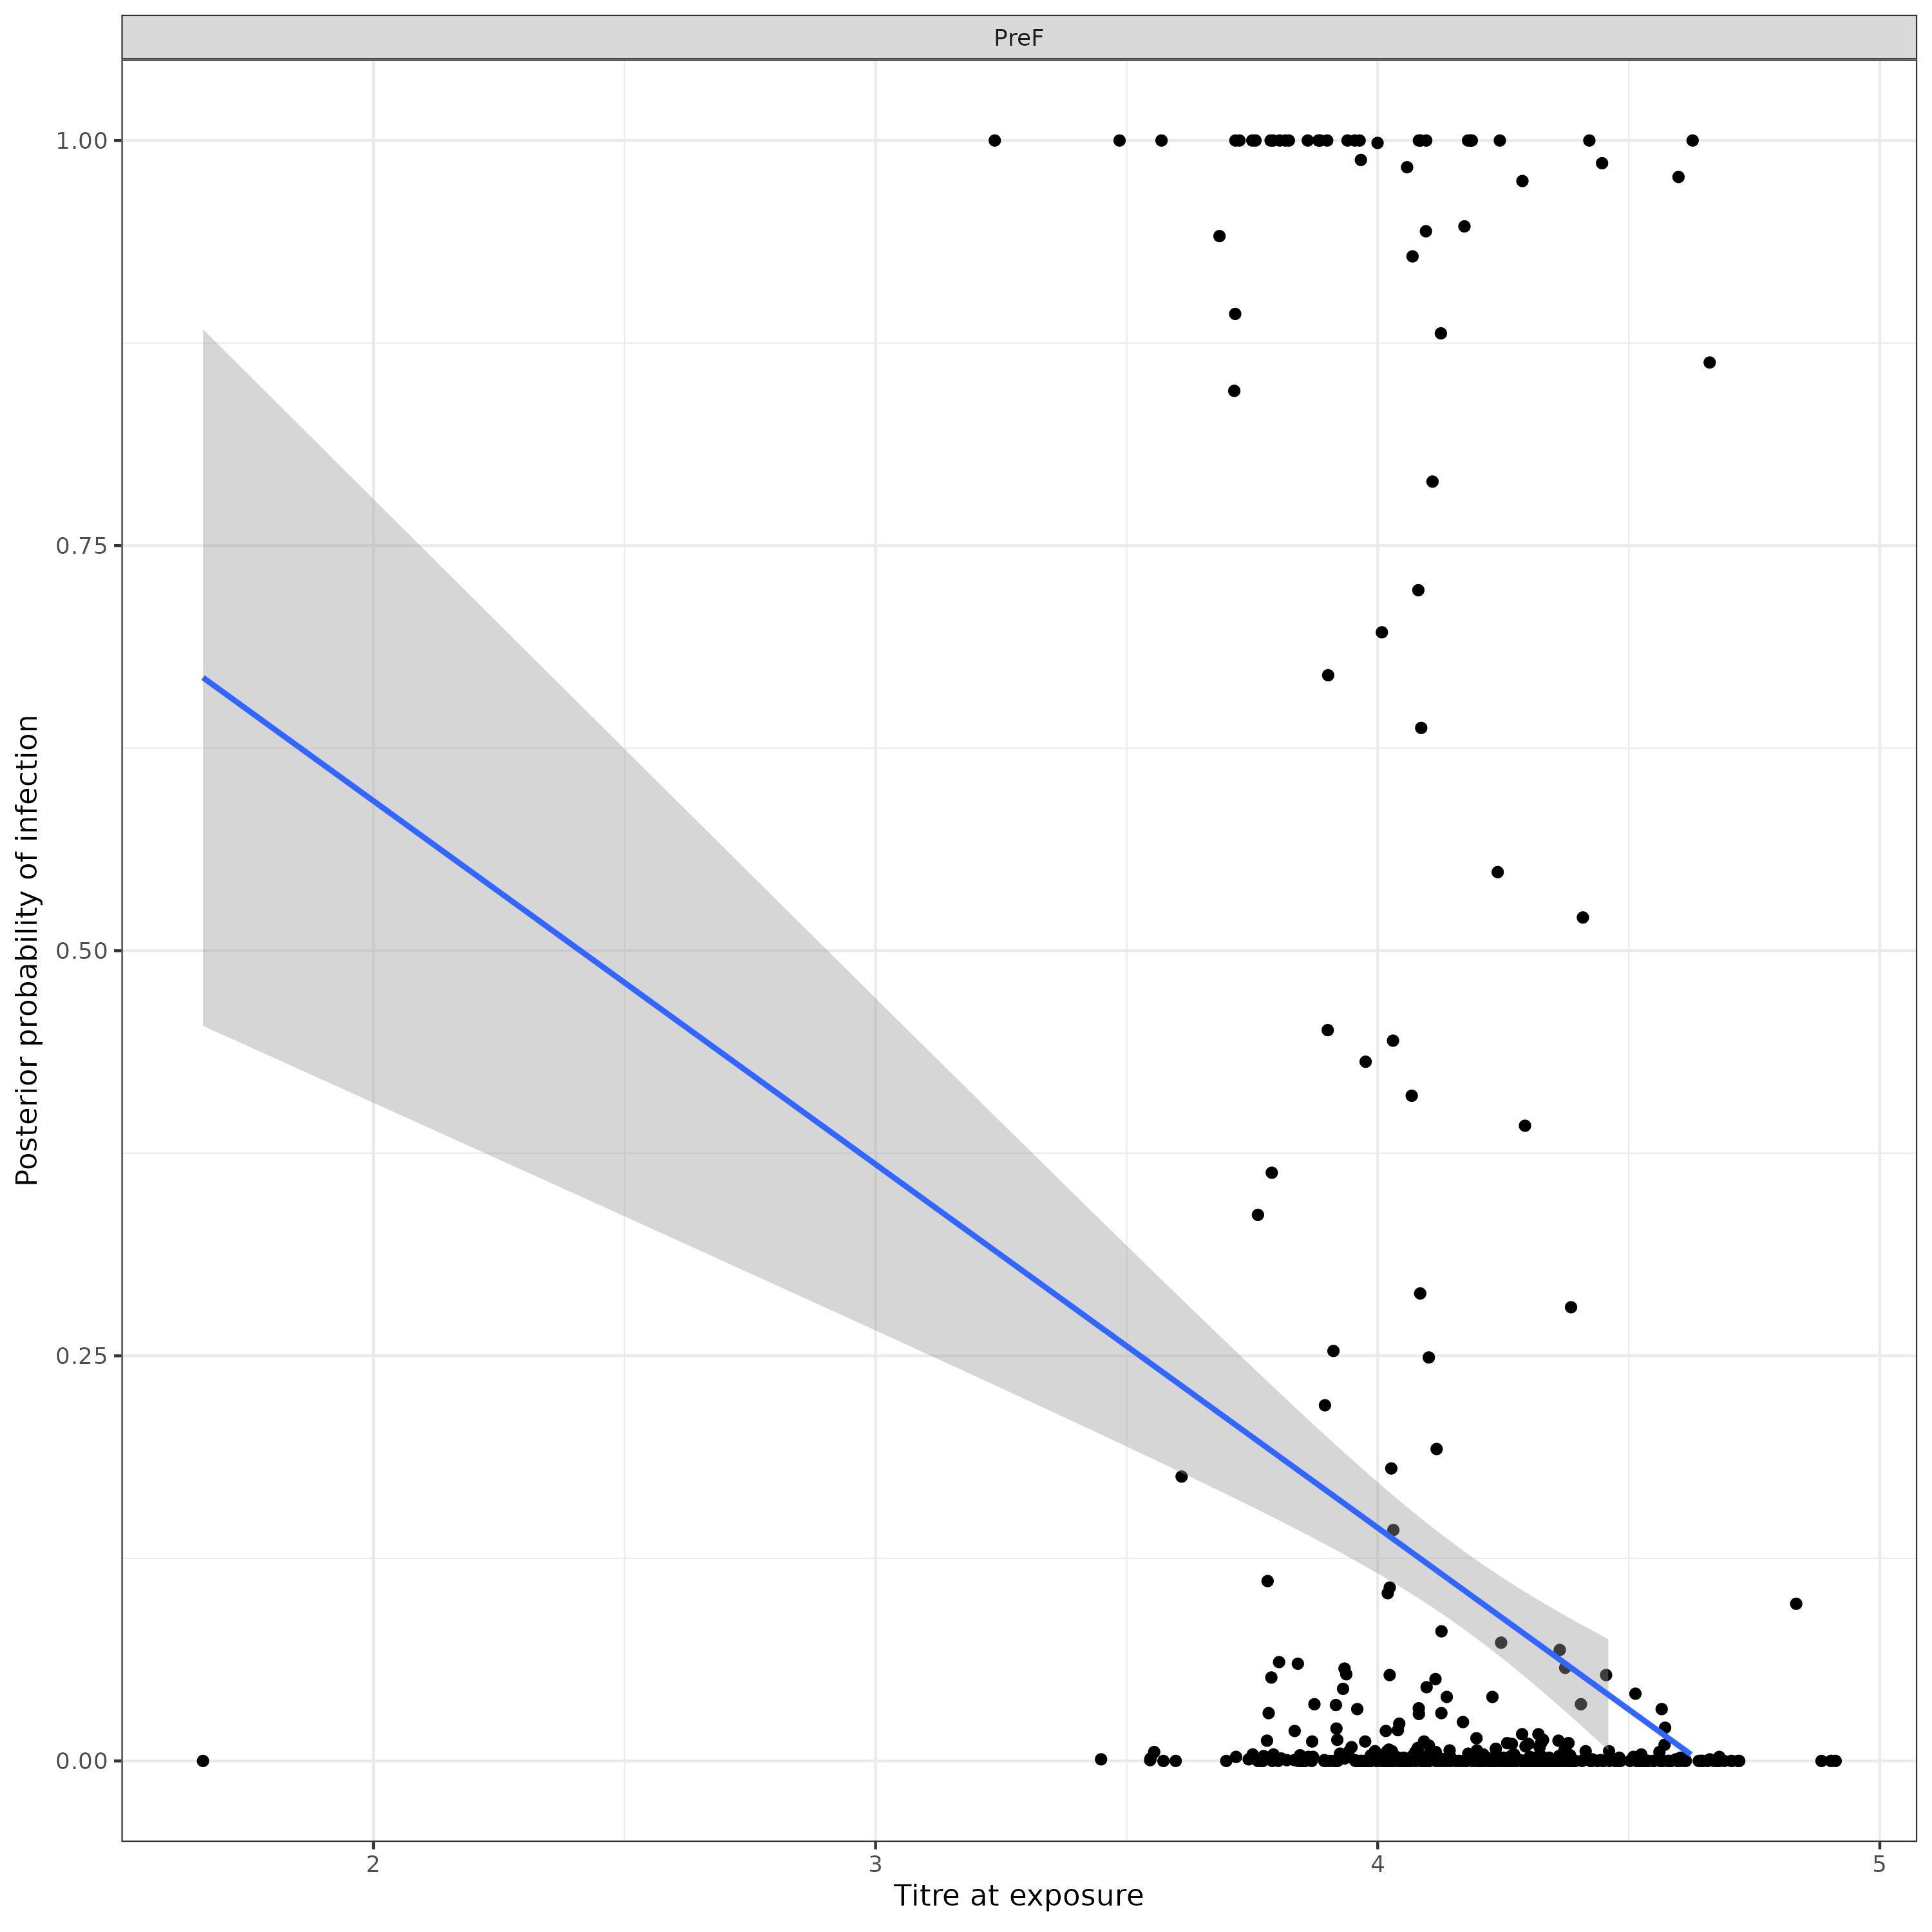 PreF
1.00
0.75
0.50
0.25
0.00
Posterior probability of infection
2 3 4 5
Titre at exposure